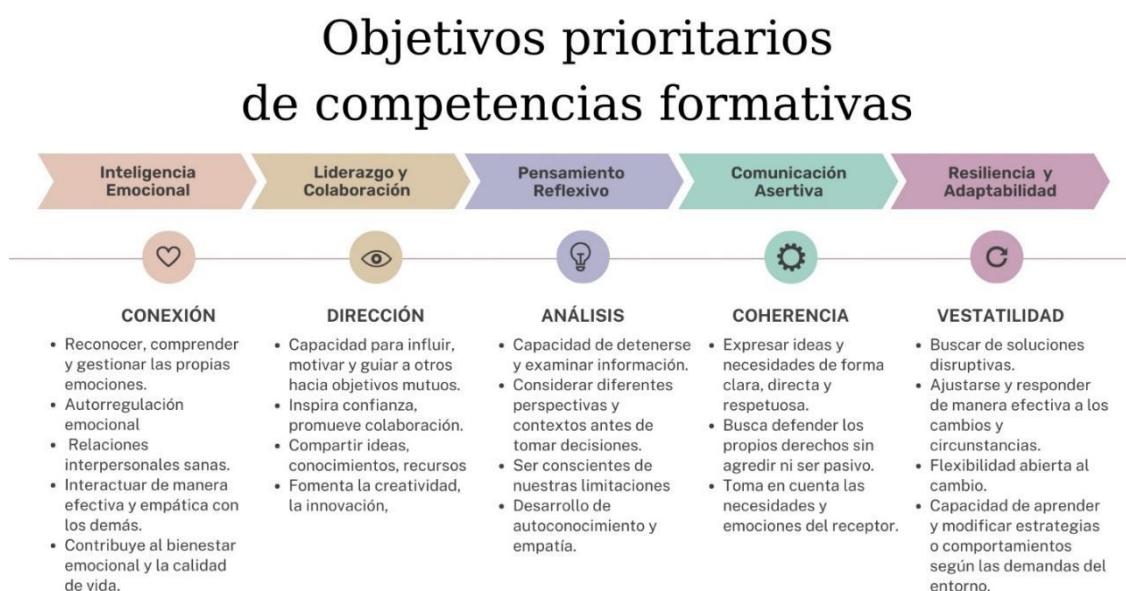 Objetivos prioritarios
de competencias formativas
Inteligencia
Emocional
Liderazgo y
Colaboración
Pensamiento
Reflexivo
Comunicación
Asertiva
Resiliencia y
Adaptabilidad
CONEXIÓN
• Reconocer, comprender
y gestionar las propias
emociones.
• Autorregulación
emocional
• Relaciones
interpersonales sanas.
• Interactuar de manera
efectiva y empática con
los demás.
• Contribuye al bienestar
emocional y la calidad
de vida.
DIRECCIÓN
• Capacidad para influir,
motivar y guiar a otros
hacia objetivos mutuos.
• Inspira confianza,
promueve colaboración.
• Compartir ideas,
conocimientos, recursos
• Fomenta la creatividad,
la innovación,
ANÁLISIS
• Capacidad de detenerse
y examinar información.
• Considerar diferentes
perspectivas y
contextos antes de
tomar decisiones.
• Ser conscientes de
nuestras limitaciones
• Desarrollo de
autoconocimiento y
empatía.
COHERENCIA
• Expresar ideas y
necesidades de forma
clara, directa y
respetuosa.
• Busca defender los
propios derechos sin
agredir ni ser pasivo.
• Toma en cuenta las
necesidades y
emociones del receptor.
VESTATILIDAD
• Buscar de soluciones
disruptivas.
• Ajustarse y responder
de manera efectiva a los
cambios y
circunstancias.
• Flexibilidad abierta al
cambio.
• Capacidad de aprender
y modificar estrategias
o comportamientos
según las demandas del
entorno.